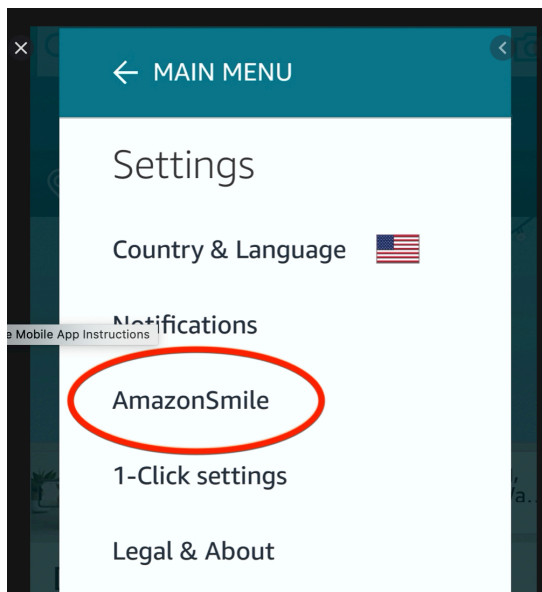 ← MAIN MENU
Settings
Country & Language
Notifications
e Mobile App Instructions
AmazonSmile
1-Click settings
Legal & About